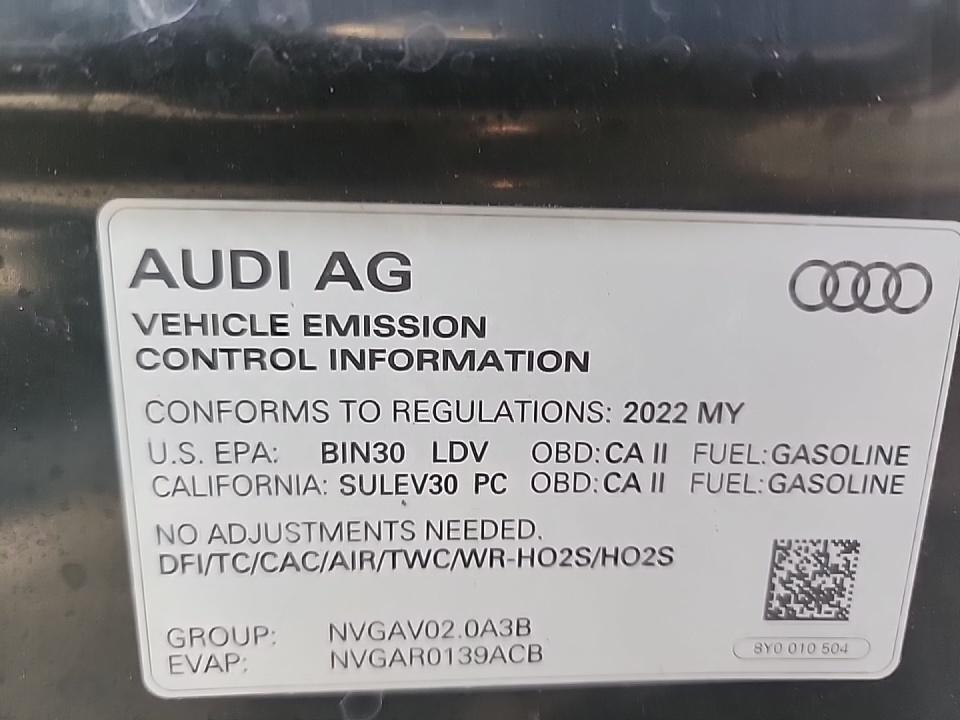 AUDI AG
VEHICLE EMISSION
CONTROL INFORMATION
CONFORMS TO REGULATIONS: 2022 MY
U.S. EPA: BIN30 LDV OBD: CA II FUEL: GASOLINE
CALIFORNIA: SULEV30 PC OBD: CA II FUEL: GASOLINE
NO ADJUSTMENTS NEEDED.
DFI/TC/CAC/AIR/TWC/WR-HO2S/HO2S
GROUP: NVGAV02.0A3B
EVAP: NVGAR0139ACB
8Y0 010 504